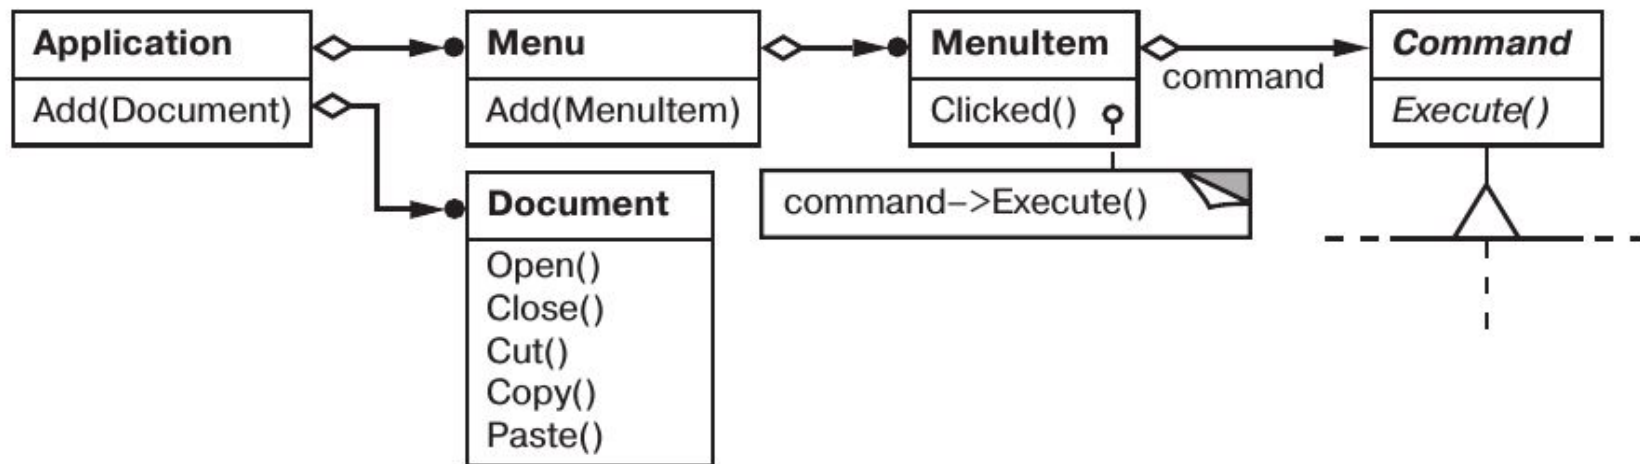 Application
Add(Document)
Menu
Add(MenuItem)
MenuItem
Clicked()
command
Command
Execute()
command–>Execute()
Document
Open()
Close()
Cut()
Copy()
Paste()